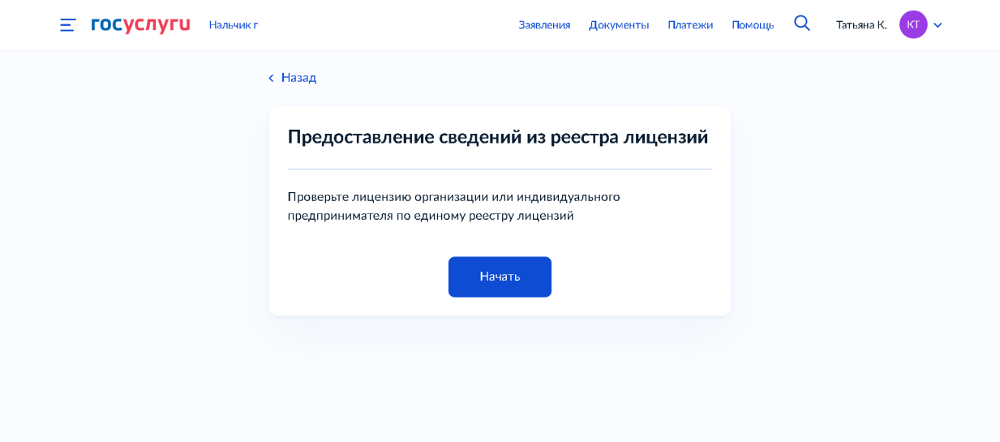 госуслуги Нальчик г Заявления Документы Платежи Помощь Татьяна К. КТ
Назад
Предоставление сведений из реестра лицензий
Проверьте лицензию организации или индивидуального
предпринимателя по единому реестру лицензий
Начать